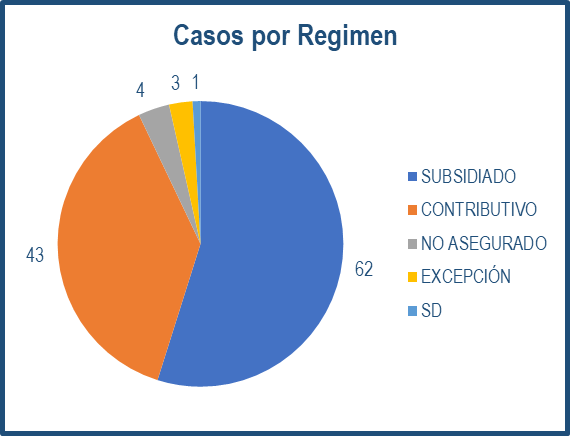 Casos por Regimen
1
3
4
43
62
SUBSIDIADO
CONTRIBUTIVO
NO ASEGURADO
EXCEPCIÓN
SD